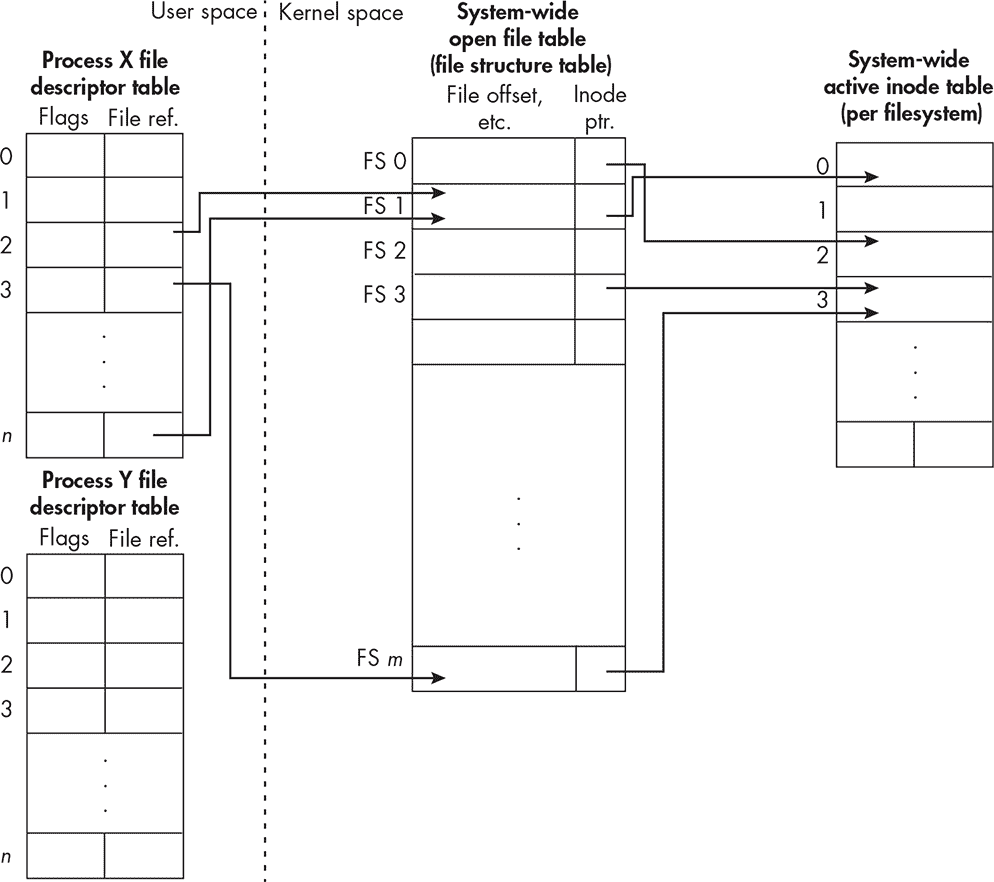 User space
Kernel space
Process X file
descriptor table
Flags
File ref.
0
1
2
3
n
Process Y file
descriptor table
Flags
File ref.
0
1
2
3
n
System-wide
open file table
(file structure table)
File offset,
etc.
Inode
ptr.
FS 0
FS 1
FS 2
FS 3
FS m
System-wide
active inode table
(per filesystem)
0
1
2
3